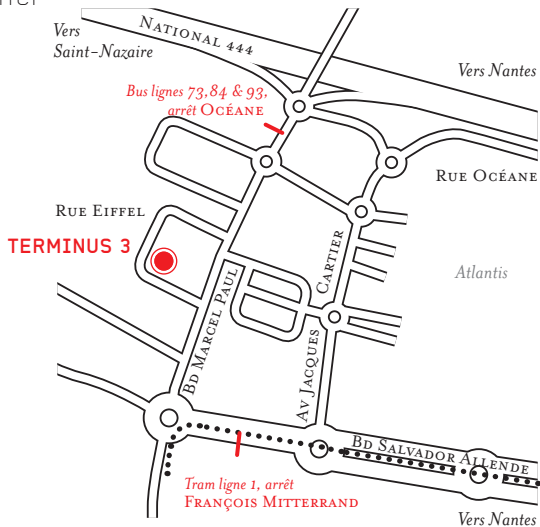 Vers
Saint-Nazaire
National 444
Vers Nantes
Bus lignes 73,84 & 93,
arrêt Océane
Rue Océane
Rue Eiffel
TERMINUS 3
Atlantis
Bd Marcel Paul
Av Jacques Cartier
Bd Salvador Allende
Tram ligne 1, arrêt
François Mitterrand
Vers Nantes